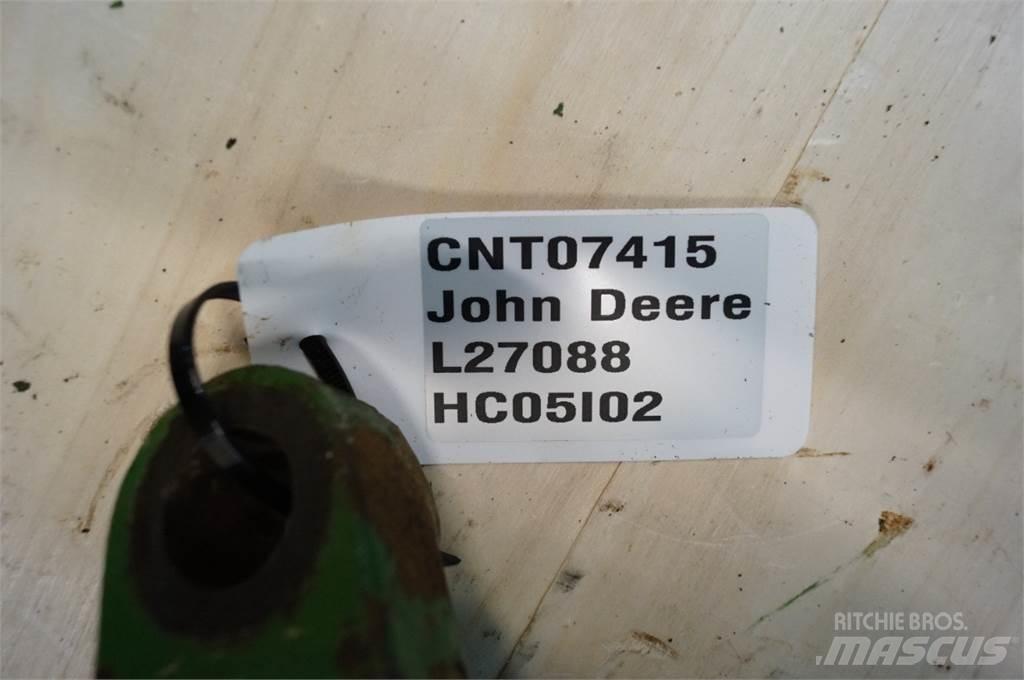 CNT07415
John Deere
L27088
HC05I02
RITCHIE BROS.
MASCUS